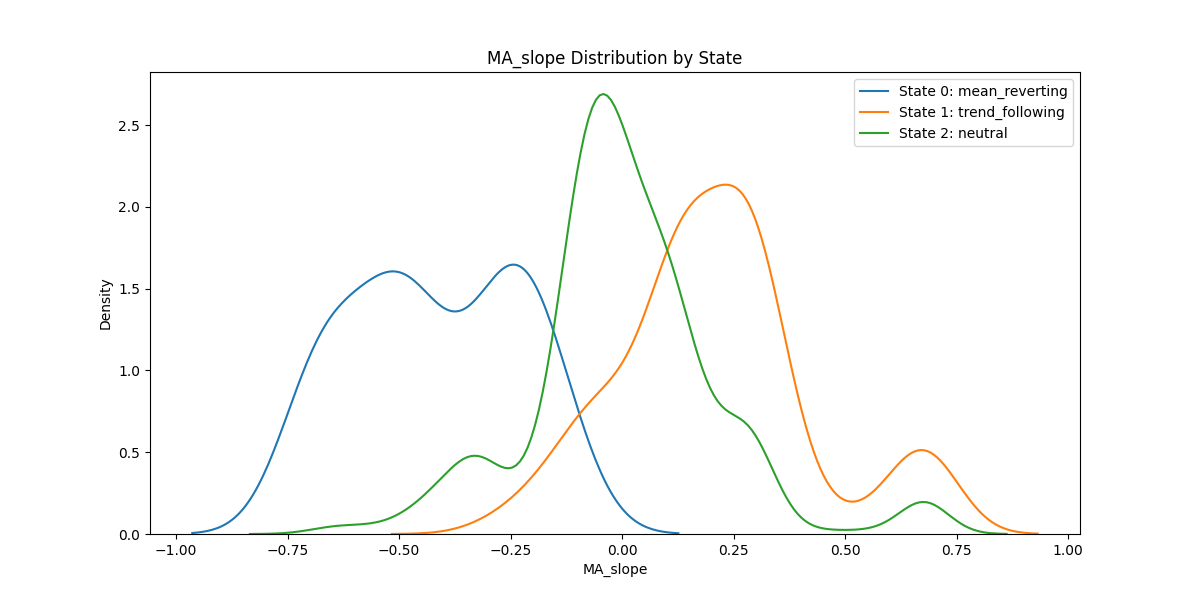 MA_slope Distribution by State
State 0: mean_reverting
State 1: trend_following
State 2: neutral
Density
2.5
2.0
1.5
1.0
0.5
0.0
−1.00 −0.75 −0.50 −0.25 0.00 0.25 0.50 0.75 1.00
MA_slope